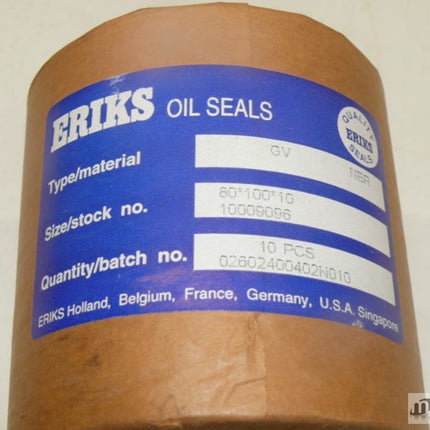 ERIKS OIL SEALS
QUALITY
ERIKS
SEALS
Type/material GV NBR
Size/stock no. 80*100*10
10009096
Quantity/batch no. 10 PCS
02602400402N010
ERIKS Holland, Belgium, France, Germany, U.S.A. Singapore